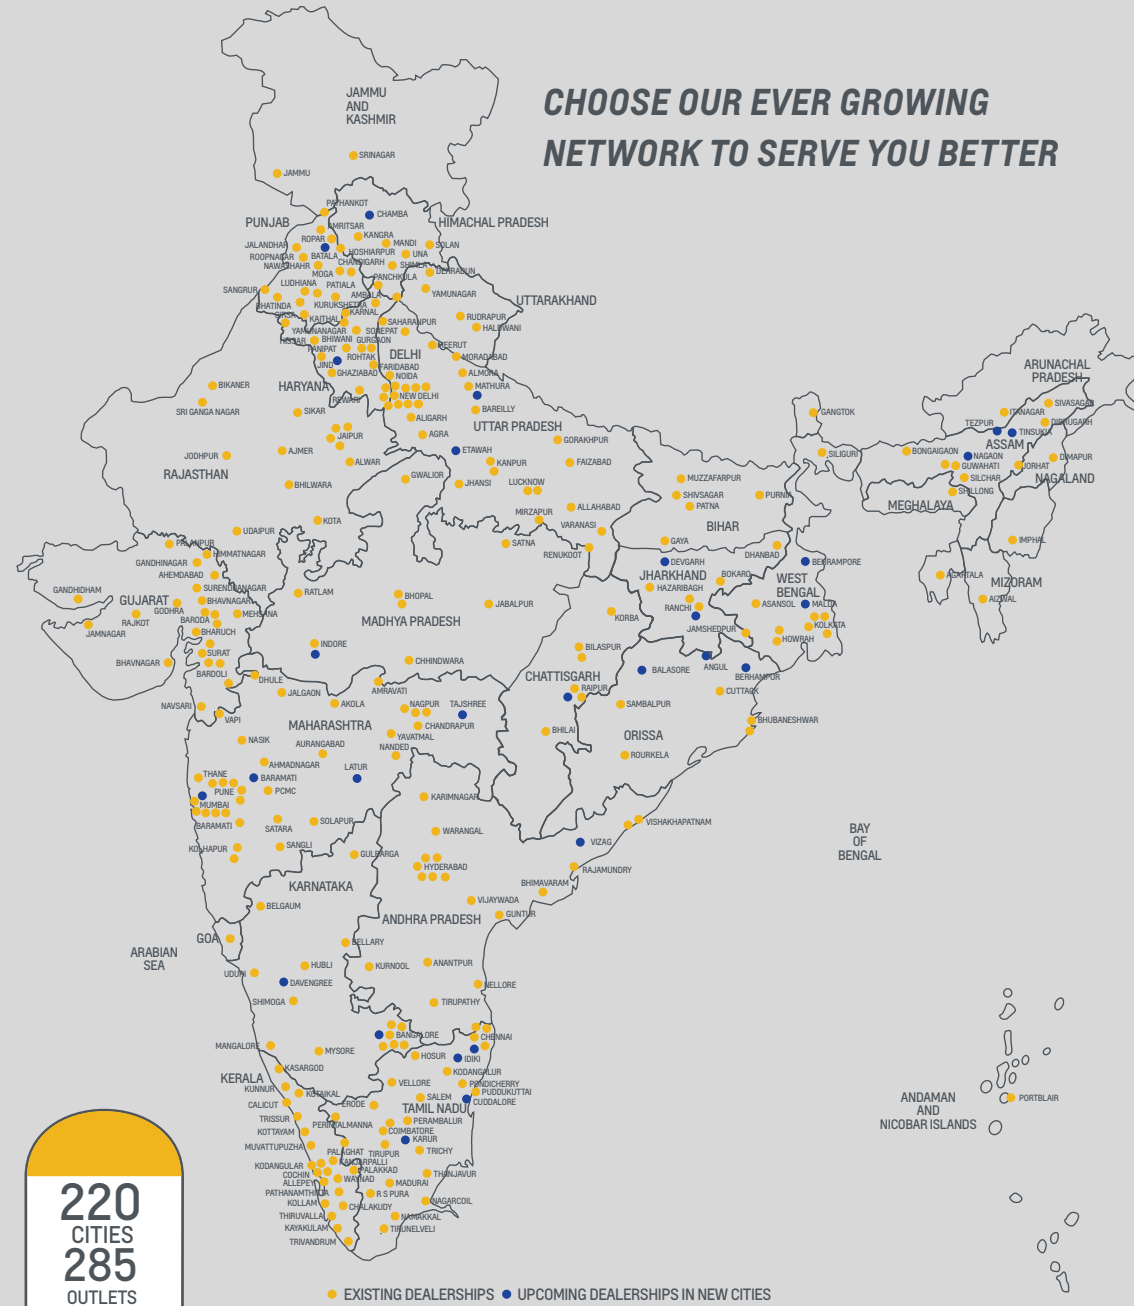 CHOOSE OUR EVER GROWING
NETWORK TO SERVE YOU BETTER
JAMMU
AND
KASHMIR
SRINAGAR
JAMMU
PATHANKOT
CHAMBA
PUNJAB
HIMACHAL PRADESH
AMRITSAR
KANGRA
ROPAR
MANDI
SOLAN
JALANDHAR
HOSHIARPUR
UNA
ROOPNAGAR
BATALA
CHANDIGARH
NAWASHAHR
SHIMLA
MOGA
DEHRADUN
PANCHKULA
LUDHIANA
PATIALA
SANGRUR
AMBALA
YAMUNAGAR
UTTARAKHAND
BHATINDA
KURUKSHETRA
SIRSA
KAITHAL
KARNAL
RUDRAPUR
SAHARANPUR
HALDWANI
YAMUNANAGAR
SONEPAT
HISSAR
BHIWANI
GURGAON
MEERUT
PANIPAT
ROHTAK
DELHI
MORADABAD
JIND
FARIDABAD
GHAZIABAD
NOIDA
ALMORA
BIKANER
HARYANA
MATHURA
REWARI
NEW DELHI
SRI GANGA NAGAR
SIKAR
BAREILLY
ALIGARH
UTTAR PRADESH
JAIPUR
AGRA
GORAKHPUR
JODHPUR
AJMER
ETAWAH
ALWAR
KANPUR
FAIZABAD
RAJASTHAN
GWALIOR
BHILWARA
JHANSI
LUCKNOW
KOTA
MIRZAPUR
ALLAHABAD
UDAIPUR
VARANASI
SATNA
RENUKOOT
ARUNACHAL
PRADESH
SIVASAGAR
GANGTOK
ITANAGAR
TEZPUR
DIBRUGARH
TINSUKIA
ASSAM
SILIGURI
BONGAIGAON
NAGAON
DIMAPUR
GUWAHATI
JORHAT
SILCHAR
NAGALAND
SHILLONG
MEGHALAYA
IMPHAL
AGARTALA
MIZORAM
AIZWAL
MUZZAFARPUR
SHIVSAGAR
PURNIA
PATNA
BIHAR
GAYA
DHANBAD
DEVGARH
BEHRAMPORE
JHARKHAND
BOKARO
WEST
BENGAL
HAZARIBAGH
RANCHI
ASANSOL
MALDA
KORBA
JAMSHEDPUR
KOLKATA
HOWRAH
PALANPUR
HIMMATNAGAR
GANDHINAGAR
AHEMDABAD
GANDHIDHAM
SURENDRANAGAR
GUJARAT
BHAVNAGAR
GODHRA
RAJKOT
BARODA
MEHSANA
JAMNAGAR
BHARUCH
SURAT
BHAVNAGAR
BARDOLI
NAVSARI
VAPI
RATLAM
BHOPAL
JABALPUR
MADHYA PRADESH
INDORE
CHHINDWARA
BILASPUR
CHATTISGARH
RAIPUR
BALASORE
ANGUL
BERHAMPUR
CUTTACK
DHULE
JALGAON
AMRAVATI
AKOLA
NAGPUR
TAJSHREE
SAMBALPUR
MAHARASHTRA
CHANDRAPUR
BHUBANESHWAR
YAVATMAL
BHILAI
ORISSA
NASIK
AURANGABAD
NANDED
ROURKELA
AHMADNAGAR
LATUR
THANE
BARAMATI
PUNE
PCMC
MUMBAI
KARIMNAGAR
BARAMATI
SATARA
SOLAPUR
VISHAKHAPATNAM
WARANGAL
VIZAG
BAY
OF
BENGAL
KOLHAPUR
SANGLI
GULBARGA
HYDERABAD
RAJAMUNDRY
KARNATAKA
BHIMAVARAM
BELGAUM
VIJAYWADA
ANDHRA PRADESH
GUNTUR
GOA
BELLARY
ARABIAN
SEA
HUBLI
KURNOOL
ANANTPUR
UDUPI
DAVENGREE
NELLORE
SHIMOGA
TIRUPATHY
BANGALORE
CHENNAI
MANGALORE
MYSORE
HOSUR
IDIKI
KASARGOD
KODANGALUR
KERALA
VELLORE
PONDICHERRY
KUNNUR
KOTAIKAL
PUDDUKUTTAI
SALEM
CALICUT
ERODE
CUDDALORE
TAMIL NADU
TRISSUR
PERINTALMANNA
PERAMBALUR
KOTTAYAM
COIMBATORE
KARUR
MUVATTUPUZHA
PALAGHAT
TIRUPUR
TRICHY
KANJARPALLI
KODANGULAR
PALAKKAD
COCHIN
WAYNAD
THANJAVUR
ALLEPEY
MADURAI
PATHANAMTHITTA
R S PURA
KOLLAM
CHALAKUDY
NAGARCOIL
THIRUVALLA
NAMAKKAL
KAYAKULAM
TIRUNELVELI
TRIVANDRUM
ANDAMAN
AND
NICOBAR ISLANDS
PORTBLAIR
220
CITIES
285
OUTLETS
EXISTING DEALERSHIPS
UPCOMING DEALERSHIPS IN NEW CITIES